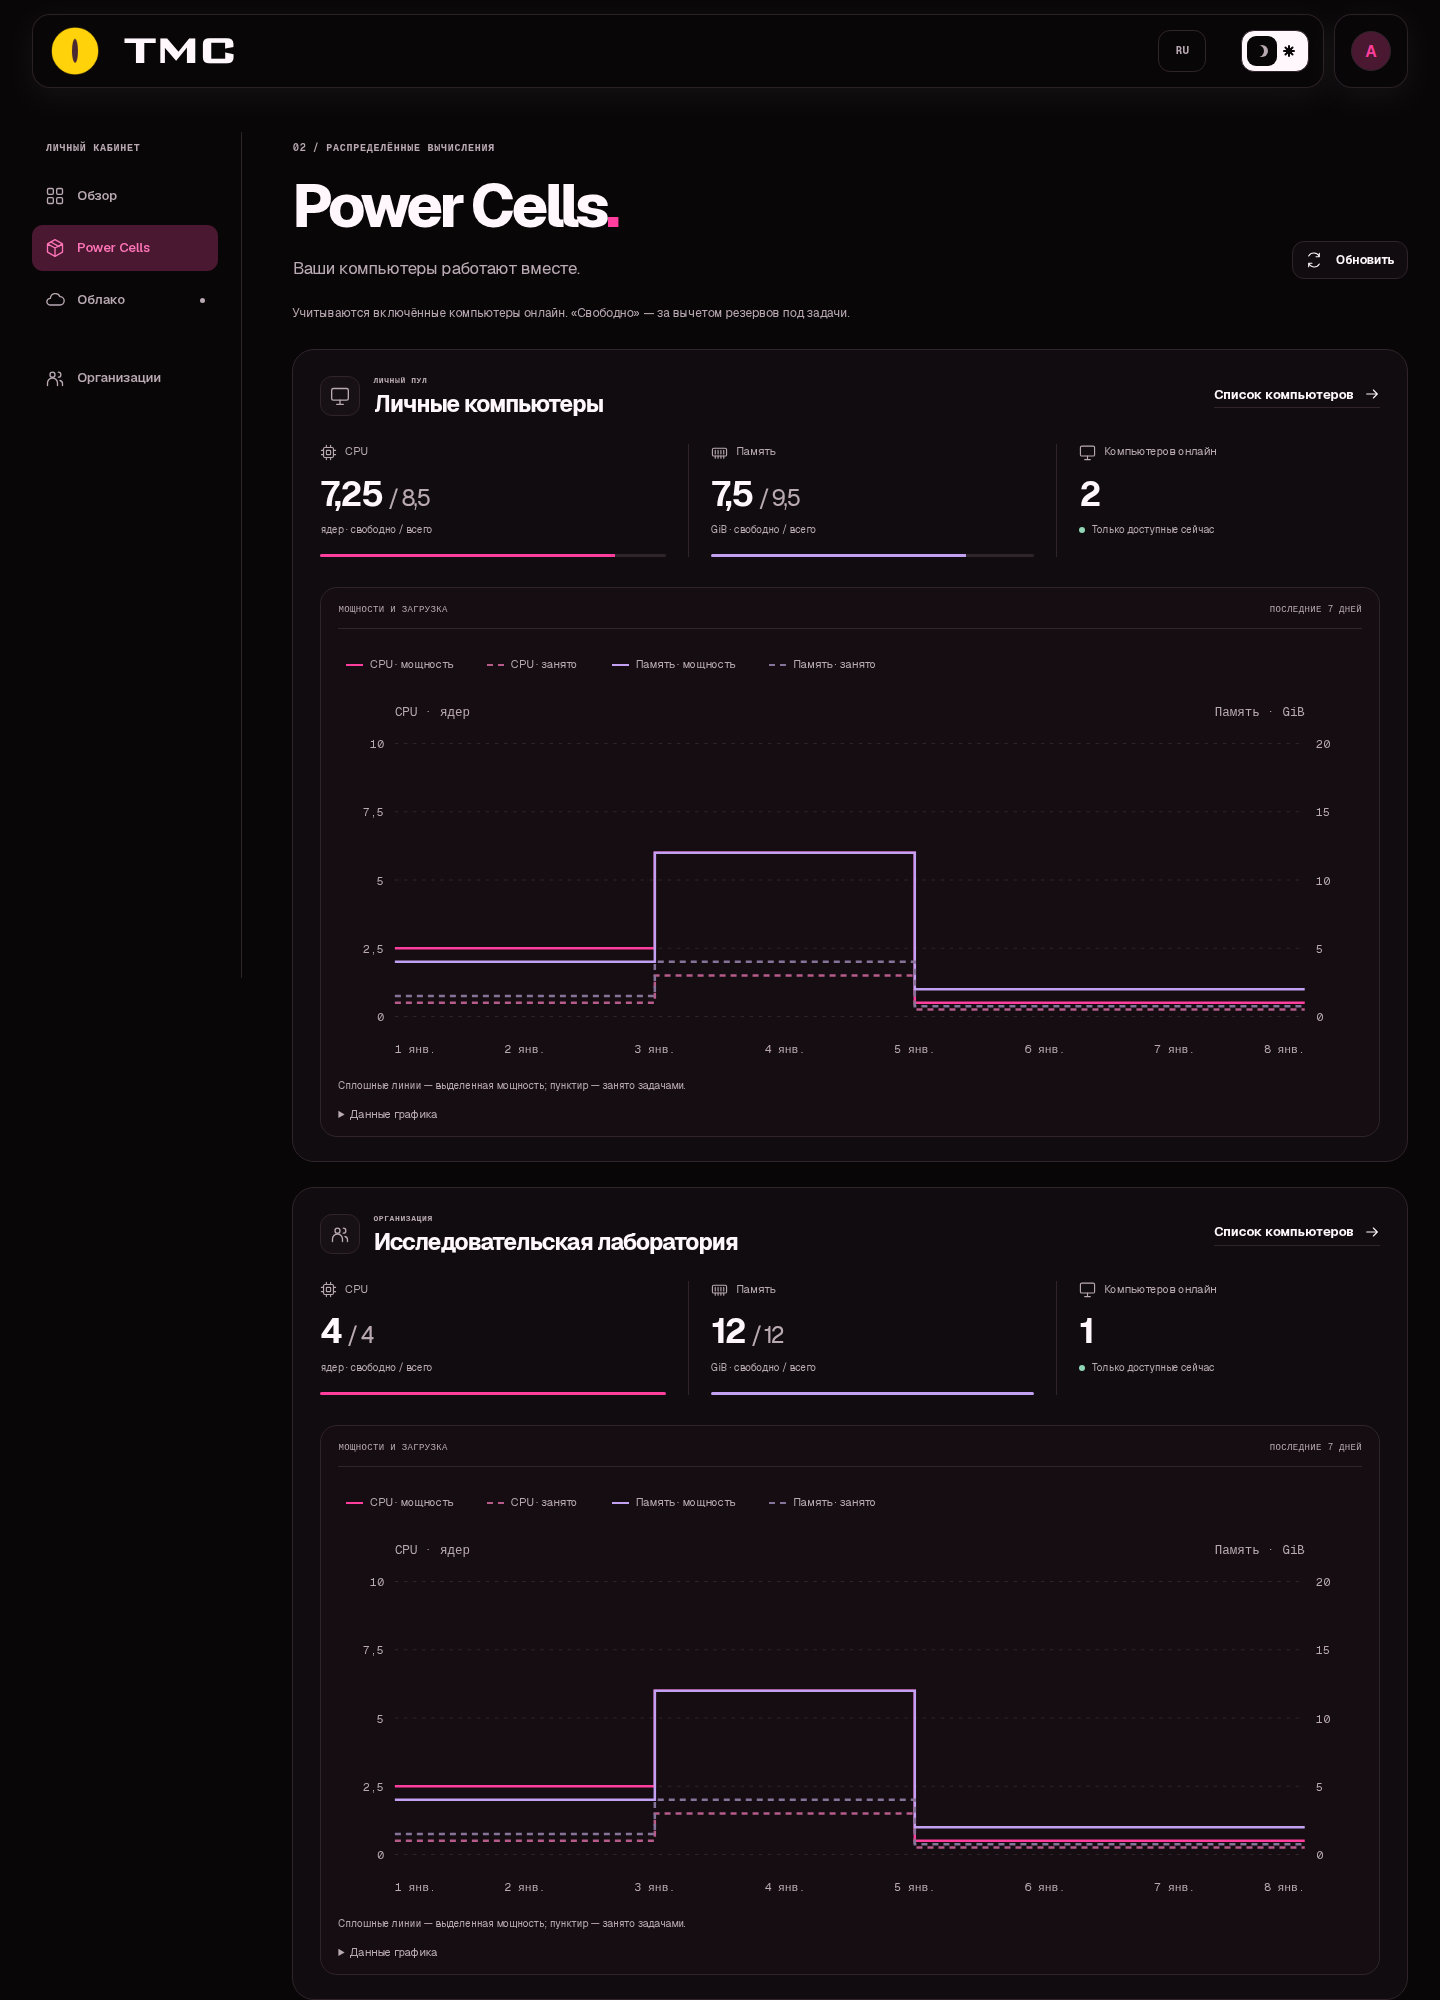 TMC
RU
A
ЛИЧНЫЙ КАБИНЕТ
Обзор
Power Cells
Облако
Организации
02 / РАСПРЕДЕЛЁННЫЕ ВЫЧИСЛЕНИЯ
Power Cells.
Ваши компьютеры работают вместе.
Обновить
Учитываются включённые компьютеры онлайн. «Свободно» — за вычетом резервов под задачи.
ЛИЧНЫЙ ПУЛ
Личные компьютеры
Список компьютеров →
CPU
7,25 / 8,5
ядер · свободно / всего
Память
7,5 / 9,5
GiB · свободно / всего
Компьютеров онлайн
2
Только доступные сейчас
МОЩНОСТИ И ЗАГРУЗКА ПОСЛЕДНИЕ 7 ДНЕЙ
CPU · мощность CPU · занято Память · мощность Память · занято
CPU · ядер Память · GiB
10 20
7,5 15
5 10
2,5 5
0 0
1 янв. 2 янв. 3 янв. 4 янв. 5 янв. 6 янв. 7 янв. 8 янв.
Сплошные линии — выделенная мощность; пунктир — занято задачами.
▶ Данные графика
ОРГАНИЗАЦИЯ
Исследовательская лаборатория
Список компьютеров →
CPU
4 / 4
ядер · свободно / всего
Память
12 / 12
GiB · свободно / всего
Компьютеров онлайн
1
Только доступные сейчас
МОЩНОСТИ И ЗАГРУЗКА ПОСЛЕДНИЕ 7 ДНЕЙ
CPU · мощность CPU · занято Память · мощность Память · занято
CPU · ядер Память · GiB
10 20
7,5 15
5 10
2,5 5
0 0
1 янв. 2 янв. 3 янв. 4 янв. 5 янв. 6 янв. 7 янв. 8 янв.
Сплошные линии — выделенная мощность; пунктир — занято задачами.
▶ Данные графика